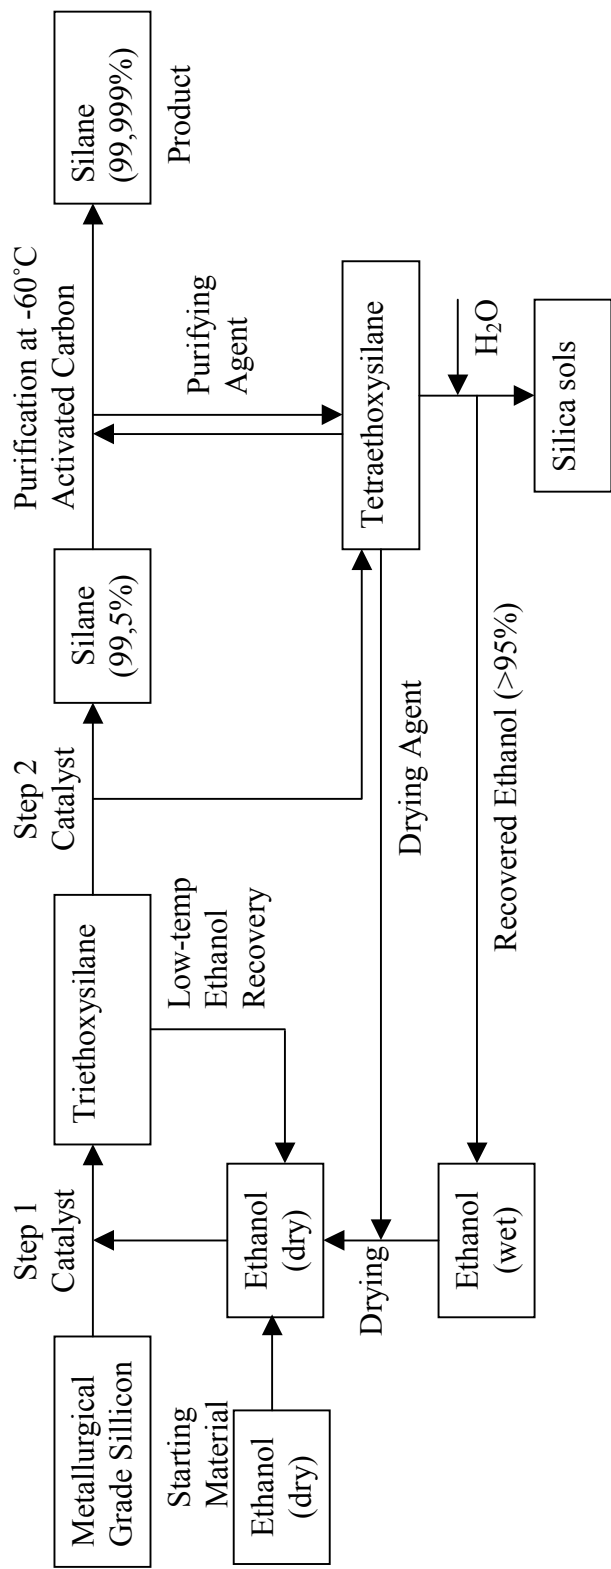 Metallurgical
Grade Sillicon
Step 1
Catalyst
Triethoxysilane
Step 2
Catalyst
Silane
(99,5%)
Purification at -60°C
Activated Carbon
Silane
(99,999%)
Product
Starting
Material
Ethanol
(dry)
Ethanol
(dry)
Low-temp
Ethanol
Recovery
Purifying
Agent
Drying
Drying Agent
Tetraethoxysilane
Ethanol
(wet)
Recovered Ethanol (>95%)
H₂O
Silica sols